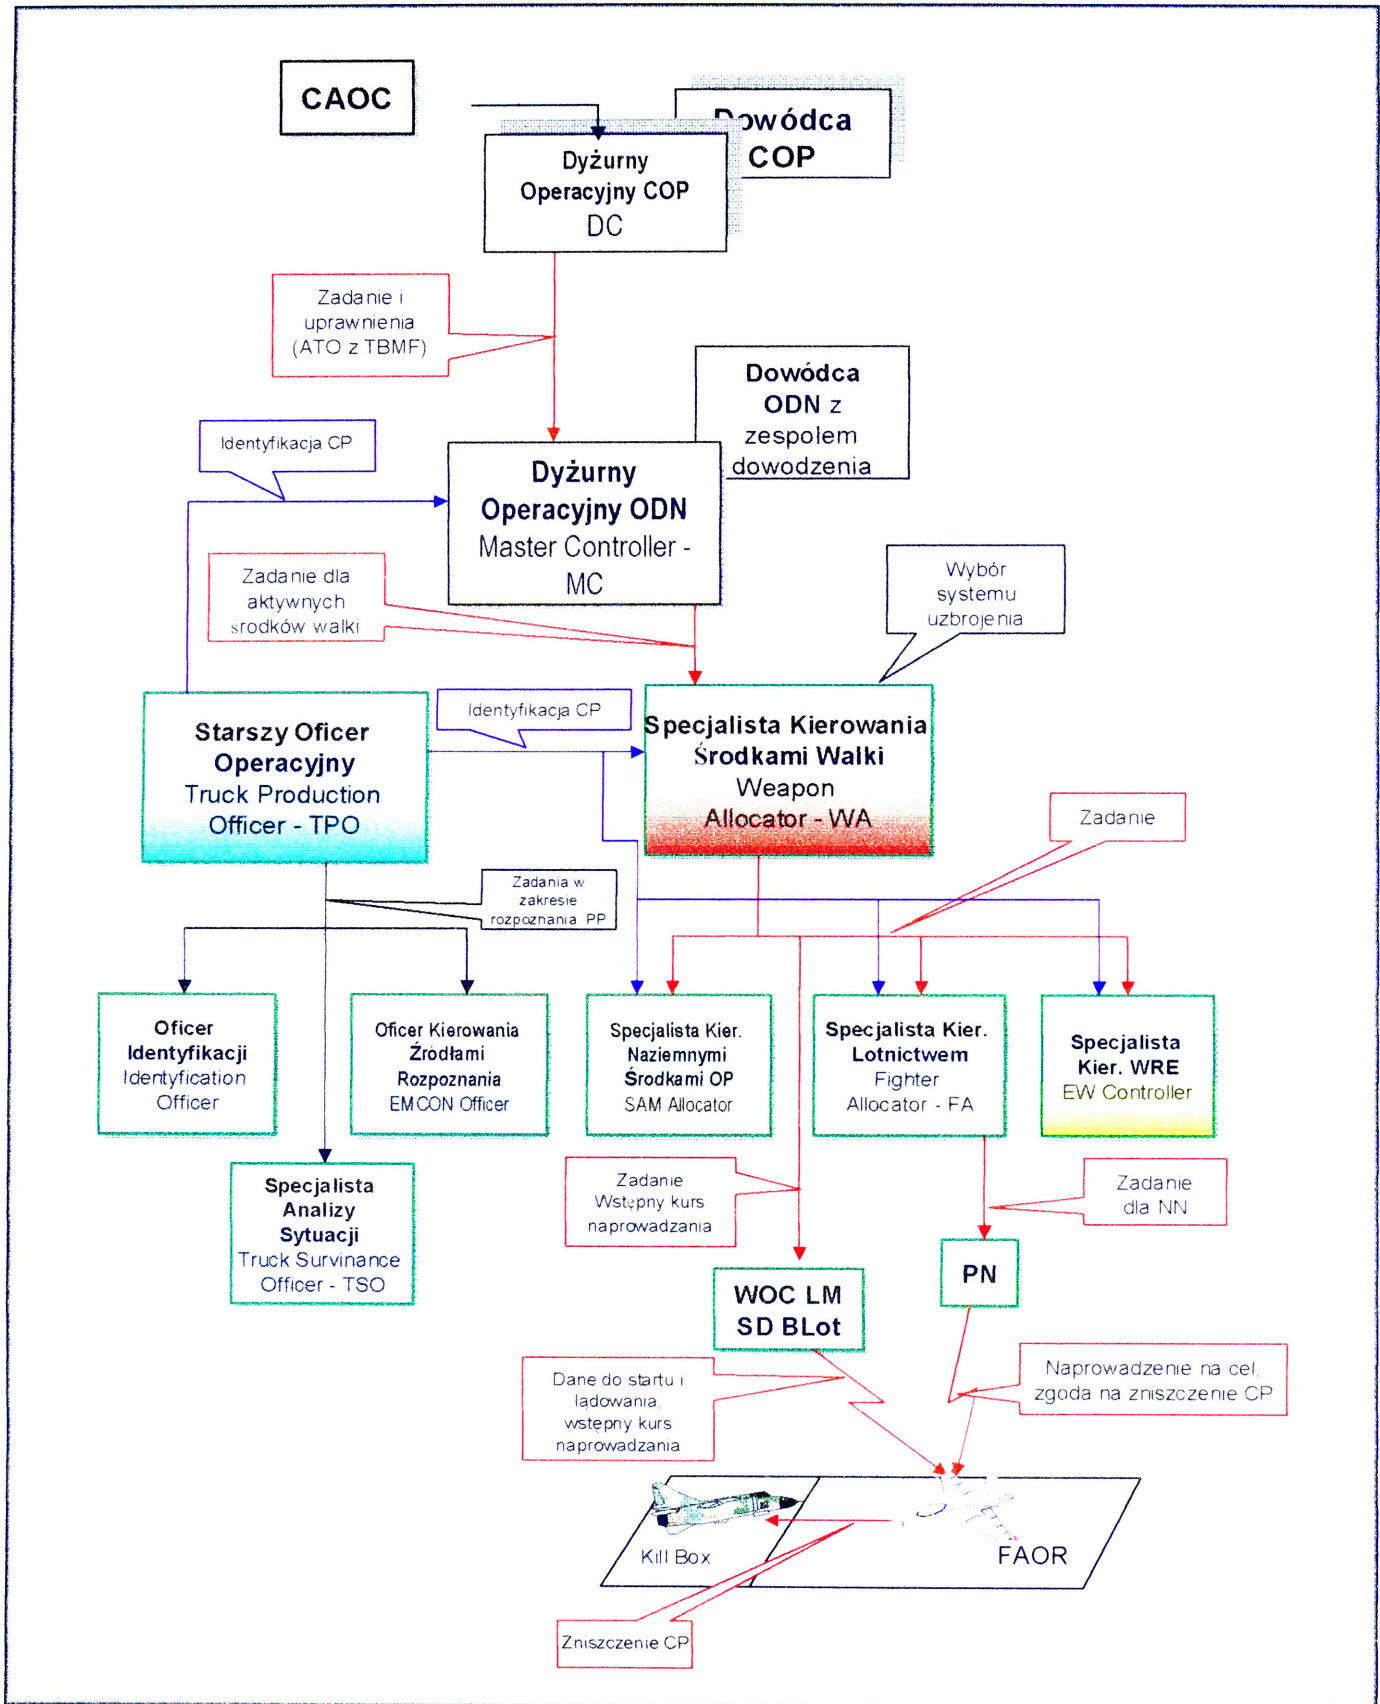 CAOC
Dowódca
COP
Dyżurny
Operacyjny COP
DC
Zadanie i
uprawnienia
(ATO z TBMF)
Dowódca
ODN z
zespolem
dowodzenia
Identyfikacja CP
Dyżurny
Operacyjny ODN
Master Controller -
MC
Zadanie dla
aktywnych
środków walki
Wybór
systemu
uzbrojenia
Starszy Oficer
Operacyjny
Truck Production
Officer - TPO
Identyfikacja CP
Specjalista Kierowania
Środkami Walki
Weapon
Allocator - WA
Zadanie
Zadania w
zakresie
rozpoznania PP
Oficer
Identyfikacji
Identyfication
Officer
Oficer Kierowania
Źródłami
Rozpoznania
EMCON Officer
Specjalista Kier.
Naziemnymi
Środkami OP
SAM Allocator
Specjalista Kier.
Lotnictwem
Fighter
Allocator - FA
Specjalista
Kier. WRE
EW Controller
Specjalista
Analizy
Sytuacji
Truck Survinance
Officer - TSO
Zadanie
Wstępny kurs
naprowadzania
Zadanie
dla NN
WOC LM
SD BLot
PN
Dane do startu i
lądowania,
wstępny kurs
naprowadzania
Naprowadzenie na cel,
zgoda na zniszczenie CP
Kill Box
FAOR
Zniszczenie CP